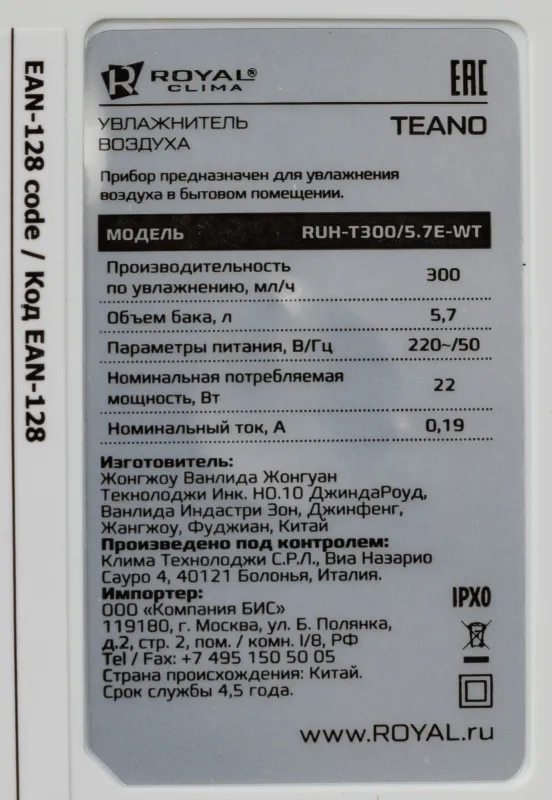 EAN-128 code / Код EAN-128
ROYAL®
CLIMA
EAC
УВЛАЖНИТЕЛЬ
ВОЗДУХА
TEANO
Прибор предназначен для увлажнения
воздуха в бытовом помещении.
МОДЕЛЬ RUH-T300/5.7E-WT
Производительность
по увлажнению, мл/ч 300
Объем бака, л 5,7
Параметры питания, В/Гц 220~/50
Номинальная потребляемая
мощность, Вт 22
Номинальный ток, А 0,19
Изготовитель:
Жонгжоу Ванлида Жонгуан
Текнолоджи Инк. НО.10 ДжиндаРоуд,
Ванлида Индастри Зон, Джинфенг,
Жангжоу, Фуджиан, Китай
Произведено под контролем:
Клима Технолоджи С.Р.Л., Виа Назарио
Сауро 4, 40121 Болонья, Италия.
Импортер:
ООО «Компания БИС»
119180, г. Москва, ул. Б. Полянка,
д.2, стр. 2, пом. / комн. I/8, РФ
Tel / Fax: +7 495 150 50 05
Страна происхождения: Китай.
Срок службы 4,5 года.
IPX0
www.ROYAL.ru